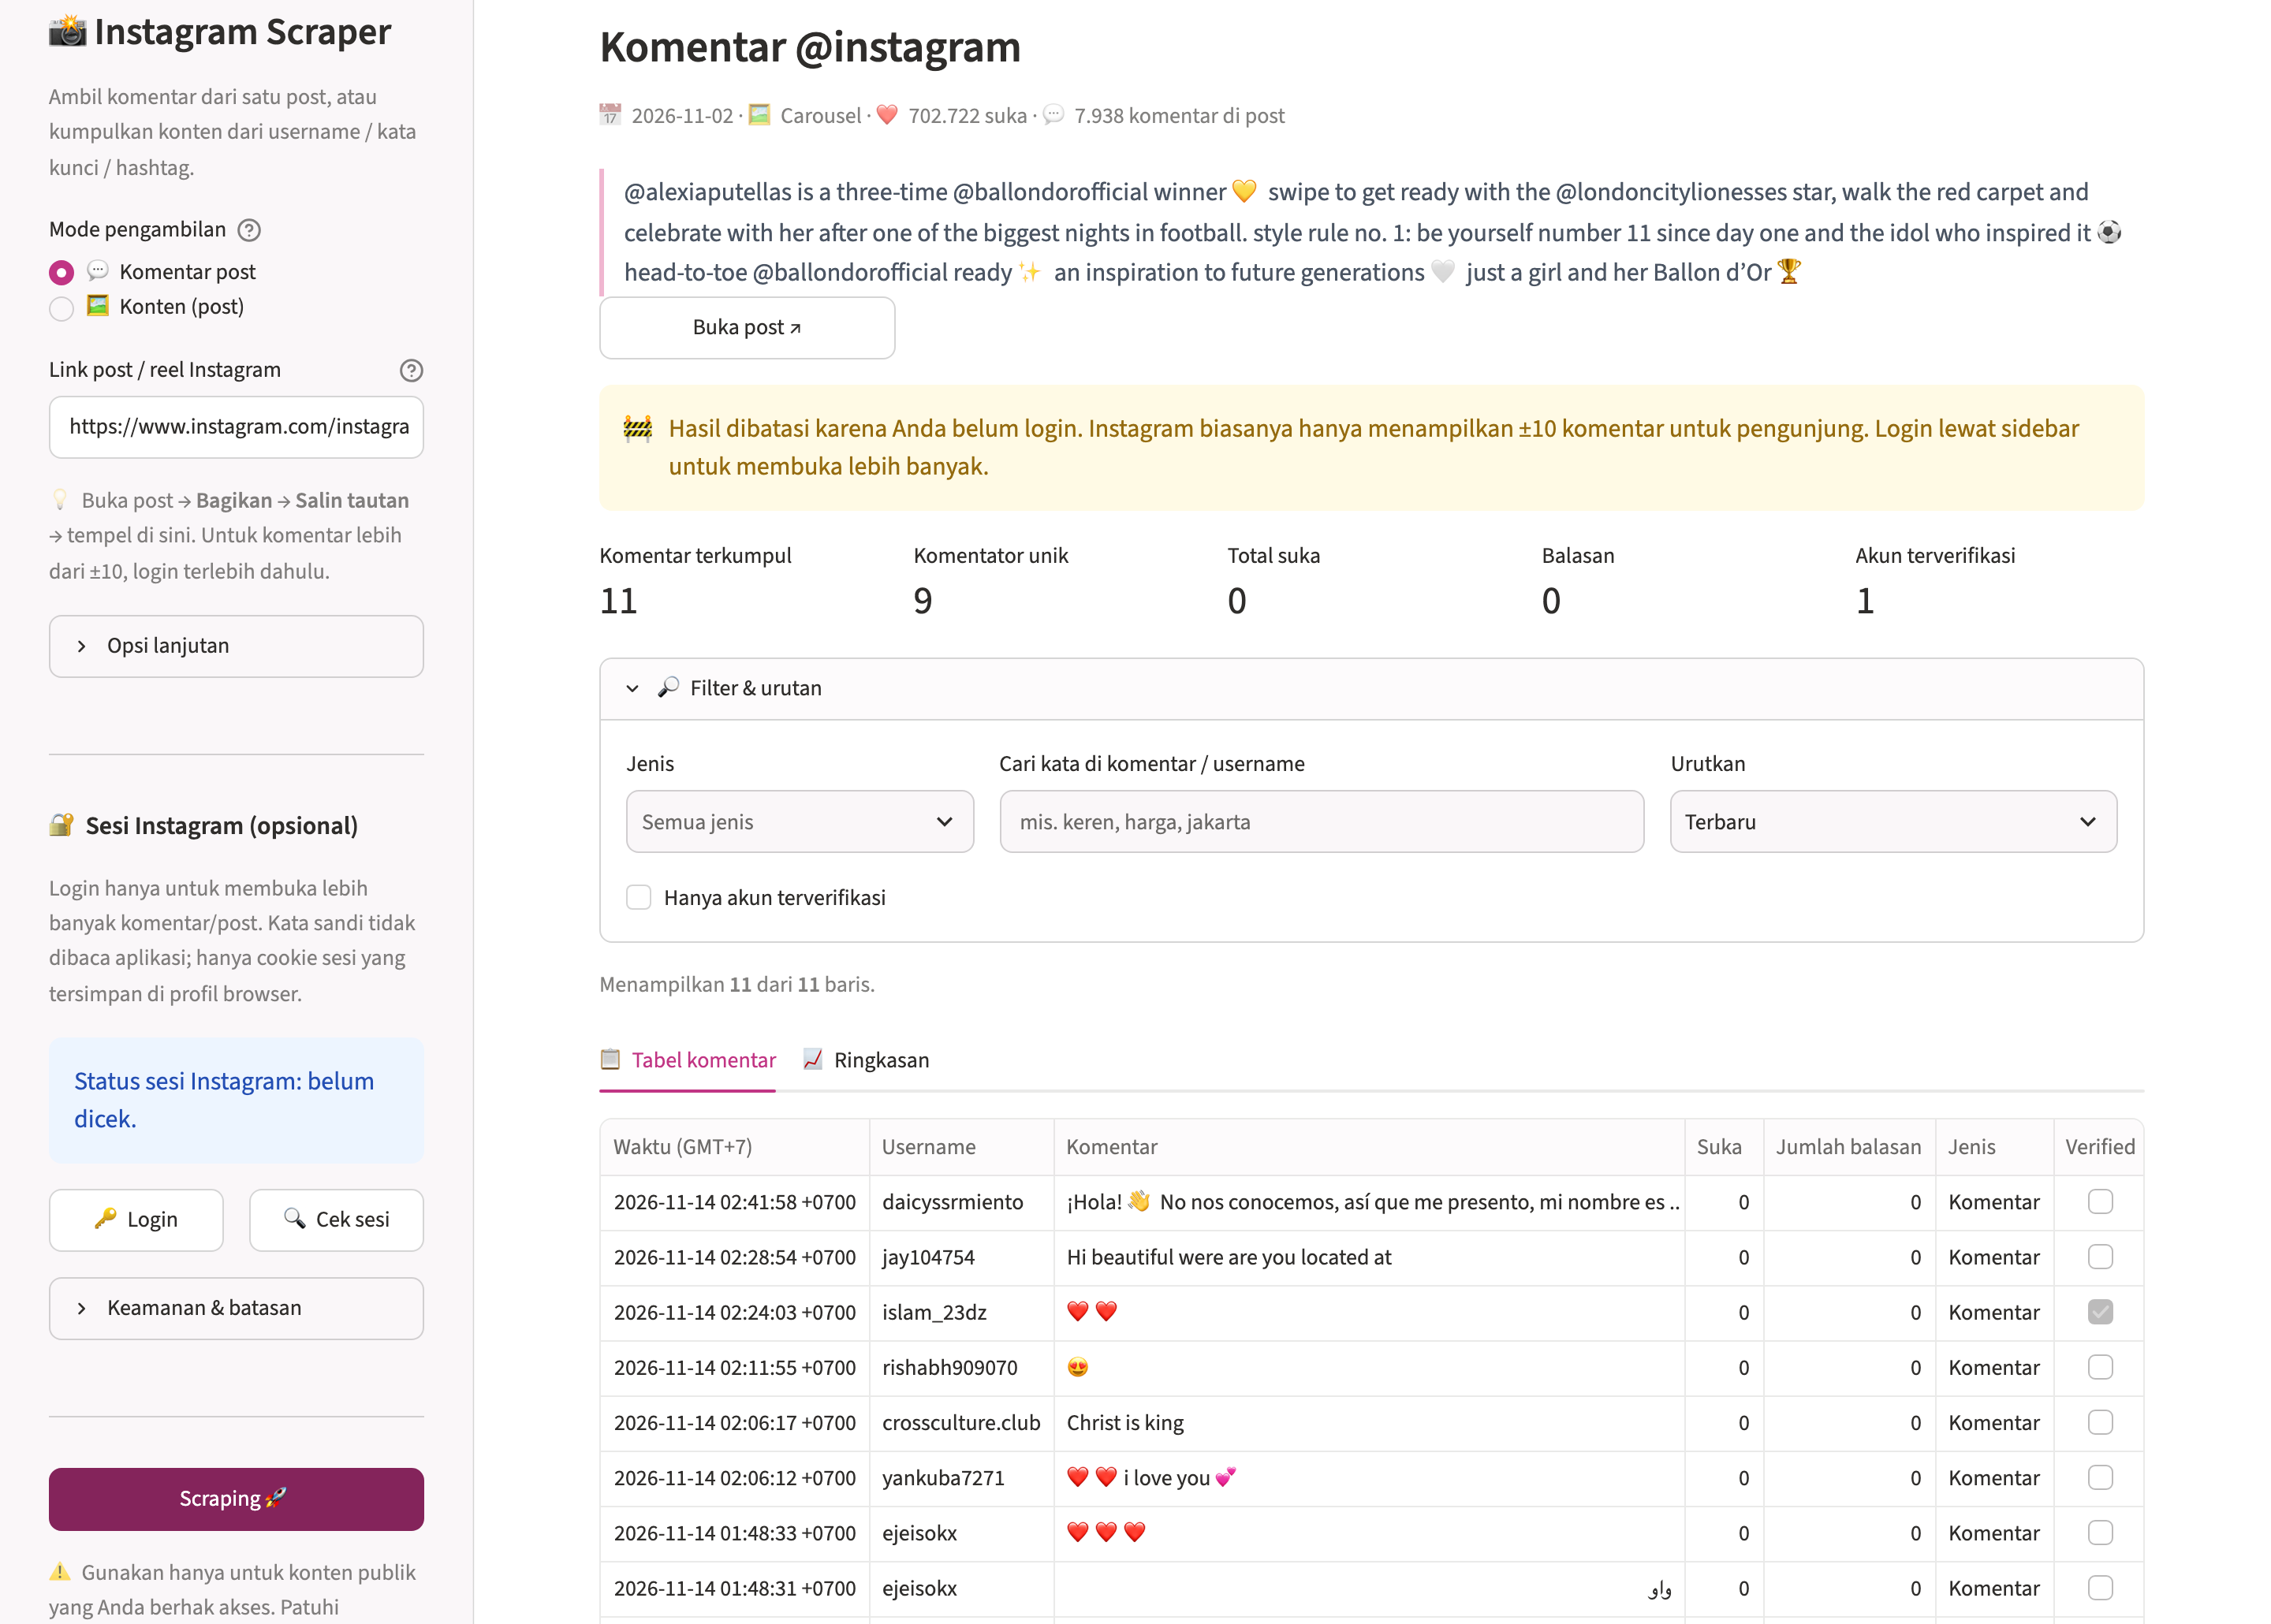 📸 Instagram Scraper
Ambil komentar dari satu post, atau
kumpulkan konten dari username / kata
kunci / hashtag.
Mode pengambilan
💬 Komentar post
🖼️ Konten (post)
Link post / reel Instagram
https://www.instagram.com/instagra
💡 Buka post → Bagikan → Salin tautan
→ tempel di sini. Untuk komentar lebih
dari ±10, login terlebih dahulu.
Opsi lanjutan
🔐 Sesi Instagram (opsional)
Login hanya untuk membuka lebih
banyak komentar/post. Kata sandi tidak
dibaca aplikasi; hanya cookie sesi yang
tersimpan di profil browser.
Status sesi Instagram: belum
dicek.
🔑 Login 🔍 Cek sesi
Keamanan & batasan
Scraping 🚀
⚠️ Gunakan hanya untuk konten publik
yang Anda berhak akses. Patuhi
Komentar @instagram
📅 2026-11-02 · 🖼️ Carousel · ❤️ 702.722 suka · 💬 7.938 komentar di post
@alexiaputellas is a three-time @ballondorofficial winner 💛 swipe to get ready with the @londoncitylionesses star, walk the red carpet and
celebrate with her after one of the biggest nights in football. style rule no. 1: be yourself number 11 since day one and the idol who inspired it ⚽
head-to-toe @ballondorofficial ready ✨ an inspiration to future generations 🤍 just a girl and her Ballon d’Or 🏆
Buka post ↗
🚧 Hasil dibatasi karena Anda belum login. Instagram biasanya hanya menampilkan ±10 komentar untuk pengunjung. Login lewat sidebar
untuk membuka lebih banyak.
Komentar terkumpul Komentator unik Total suka Balasan Akun terverifikasi
11 9 0 0 1
🔎 Filter & urutan
Jenis Cari kata di komentar / username Urutkan
Semua jenis mis. keren, harga, jakarta Terbaru
Hanya akun terverifikasi
Menampilkan 11 dari 11 baris.
📋 Tabel komentar 📈 Ringkasan
Waktu (GMT+7) Username Komentar Suka Jumlah balasan Jenis Verified
2026-11-14 02:41:58 +0700 daicyssrmiento ¡Hola! 👋 No nos conocemos, así que me presento, mi nombre es .. 0 0 Komentar
2026-11-14 02:28:54 +0700 jay104754 Hi beautiful were are you located at 0 0 Komentar
2026-11-14 02:24:03 +0700 islam_23dz ❤️ ❤️ 0 0 Komentar
2026-11-14 02:11:55 +0700 rishabh909070 😍 0 0 Komentar
2026-11-14 02:06:17 +0700 crossculture.club Christ is king 0 0 Komentar
2026-11-14 02:06:12 +0700 yankuba7271 ❤️ ❤️ i love you 💕 0 0 Komentar
2026-11-14 01:48:33 +0700 ejeisokx ❤️ ❤️ ❤️ 0 0 Komentar
2026-11-14 01:48:31 +0700 ejeisokx واو 0 0 Komentar